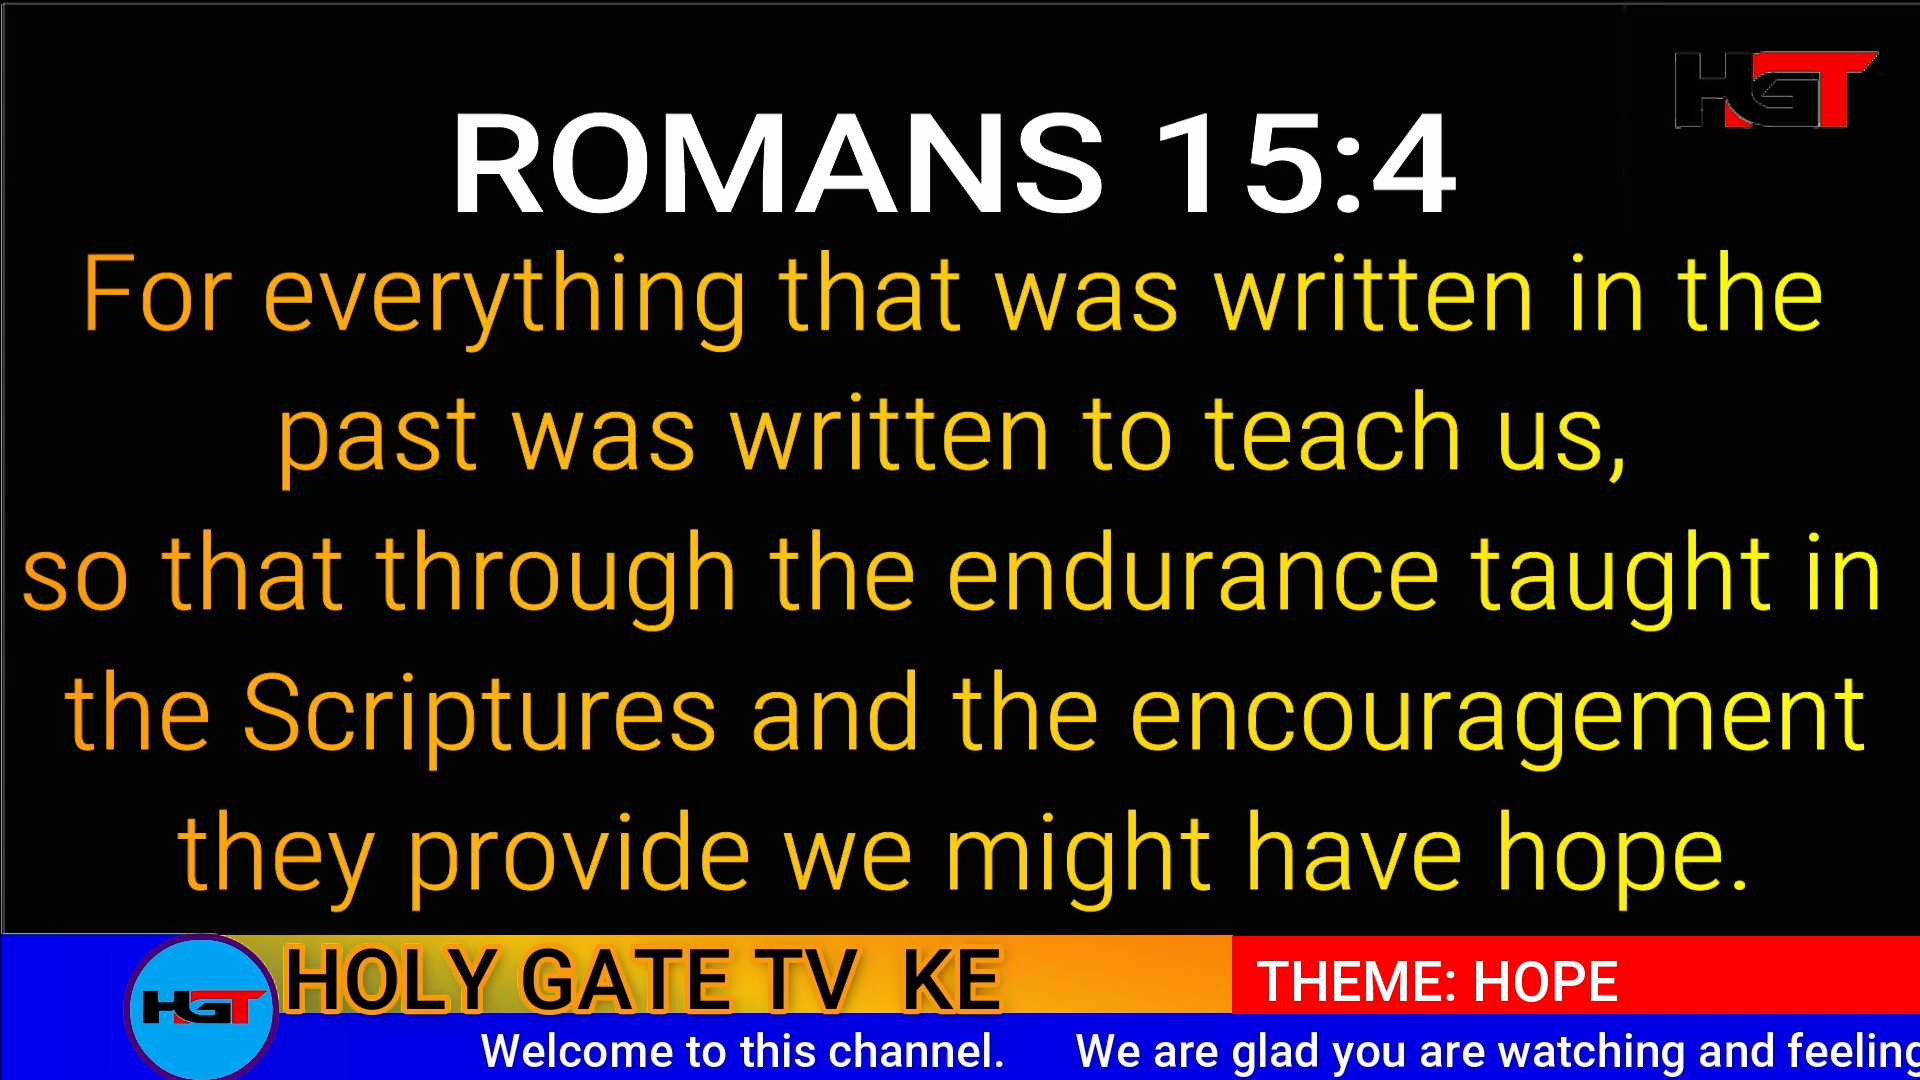 HGT
ROMANS 15:4
For everything that was written in the
past was written to teach us,
so that through the endurance taught in
the Scriptures and the encouragement
they provide we might have hope.
HGT
HOLY GATE TV KE
THEME: HOPE
Welcome to this channel. We are glad you are watching and feeling